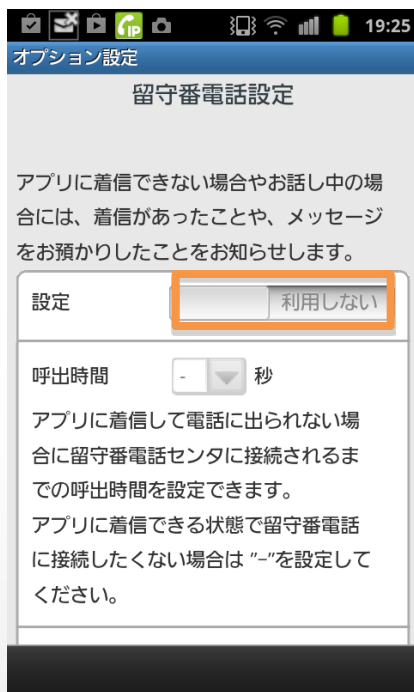 19:25
オプション設定
留守番電話設定
アプリに着信できない場合やお話し中の場
合には、着信があったことや、メッセージ
をお預かりしたことをお知らせします。
設定 利用しない
呼出時間 - 秒
アプリに着信して電話に出られない場
合に留守番電話センタに接続されるま
での呼出時間を設定できます。
アプリに着信できる状態で留守番電話
に接続したくない場合は "-"を設定して
ください。